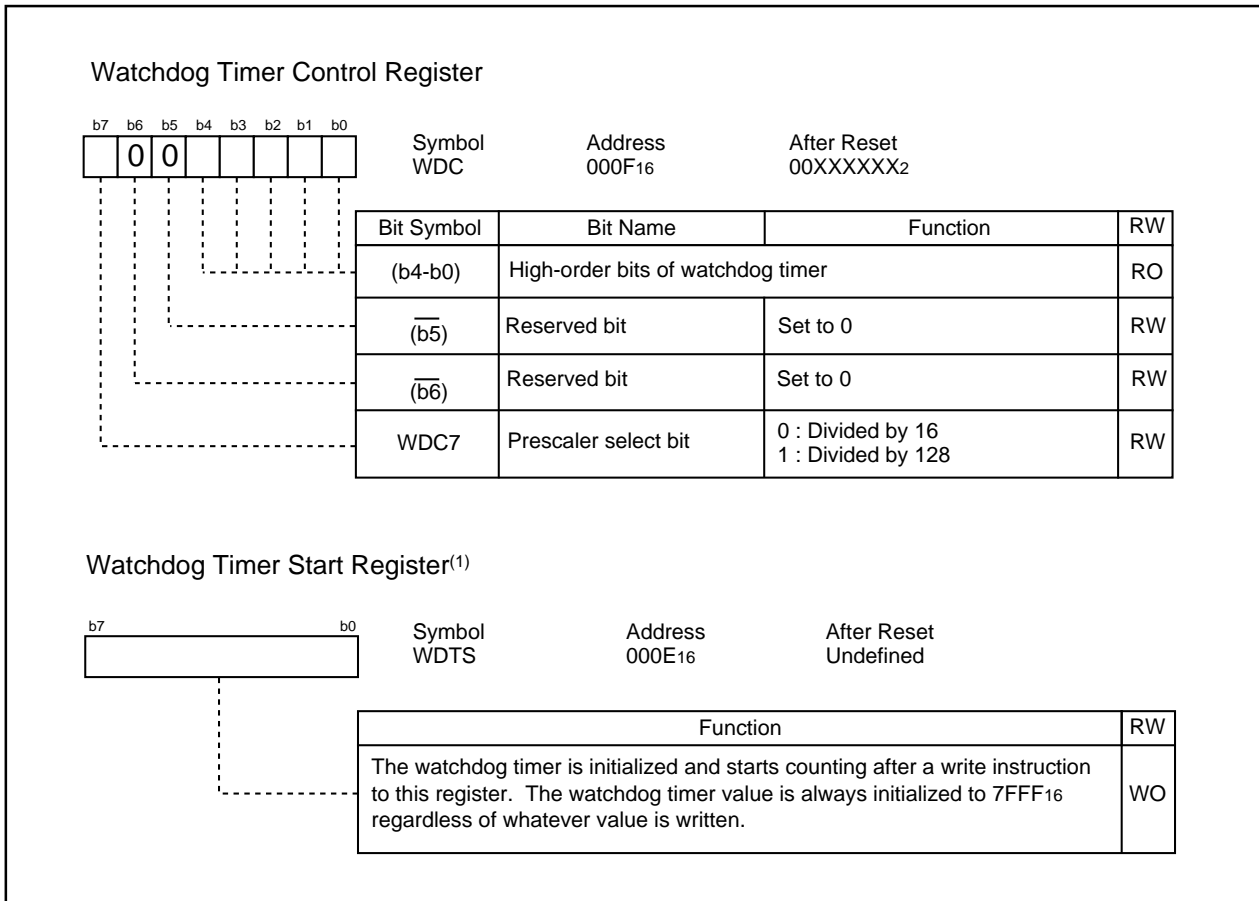 Watchdog Timer Control Register
b7 b6 b5 b4 b3 b2 b1 b0
0 0
Symbol Address After Reset
WDC 000F16 00XXXXXX2
Bit Symbol Bit Name Function RW
(b4-b0) High-order bits of watchdog timer RO
(b5) Reserved bit Set to 0 RW
(b6) Reserved bit Set to 0 RW
WDC7 Prescaler select bit 0 : Divided by 16
1 : Divided by 128 RW
Watchdog Timer Start Register(1)
b7 b0
Symbol Address After Reset
WDTS 000E16 Undefined
Function RW
The watchdog timer is initialized and starts counting after a write instruction
to this register. The watchdog timer value is always initialized to 7FFF16
regardless of whatever value is written.
WO